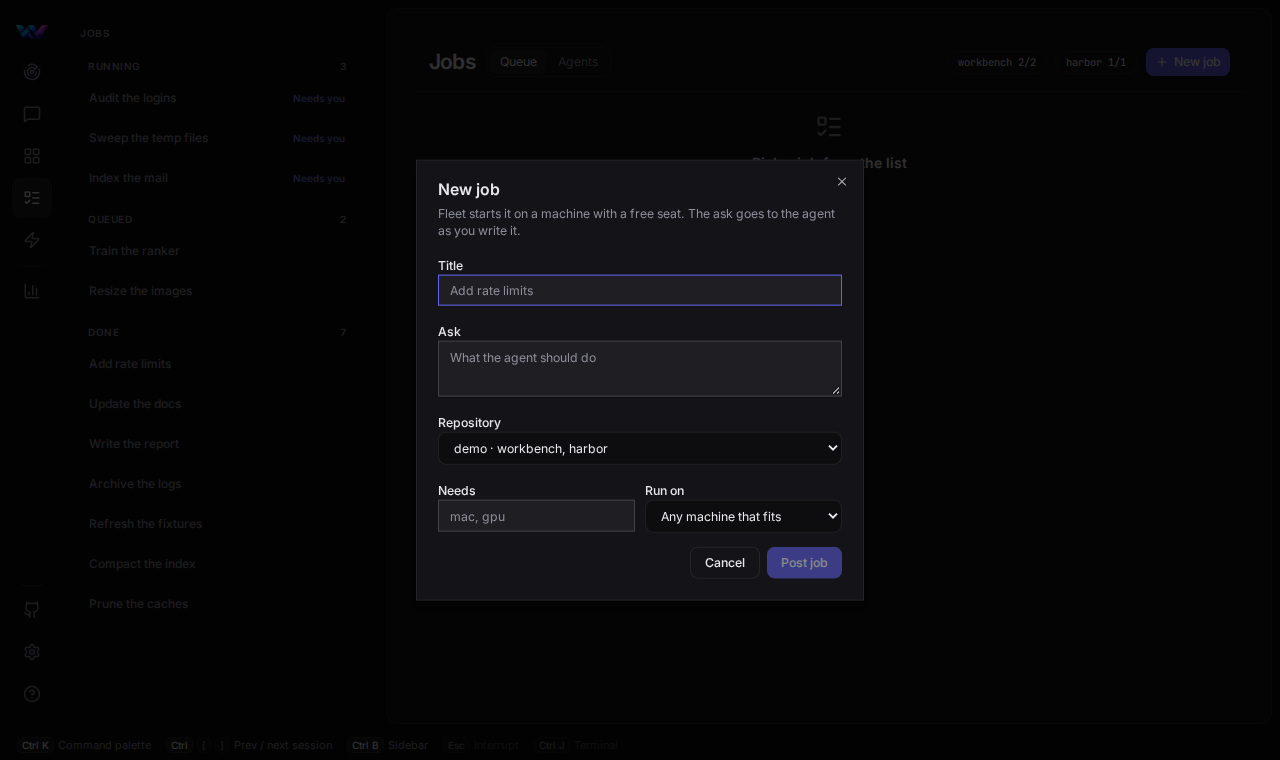 JOBS
RUNNING 3
Audit the logins Needs you
Sweep the temp files Needs you
Index the mail Needs you
QUEUED 2
Train the ranker
Resize the images
DONE 7
Add rate limits
Update the docs
Write the report
Archive the logs
Refresh the fixtures
Compact the index
Prune the caches
Jobs Queue Agents workbench 2/2 harbor 1/1 + New job
the list
New job
Fleet starts it on a machine with a free seat. The ask goes to the agent
as you write it.
Title
Add rate limits
Ask
What the agent should do
Repository
demo · workbench, harbor
Needs Run on
mac, gpu Any machine that fits
Cancel Post job
Ctrl K Command palette Ctrl [ ] Prev / next session Ctrl B Sidebar Esc Interrupt Ctrl J Terminal